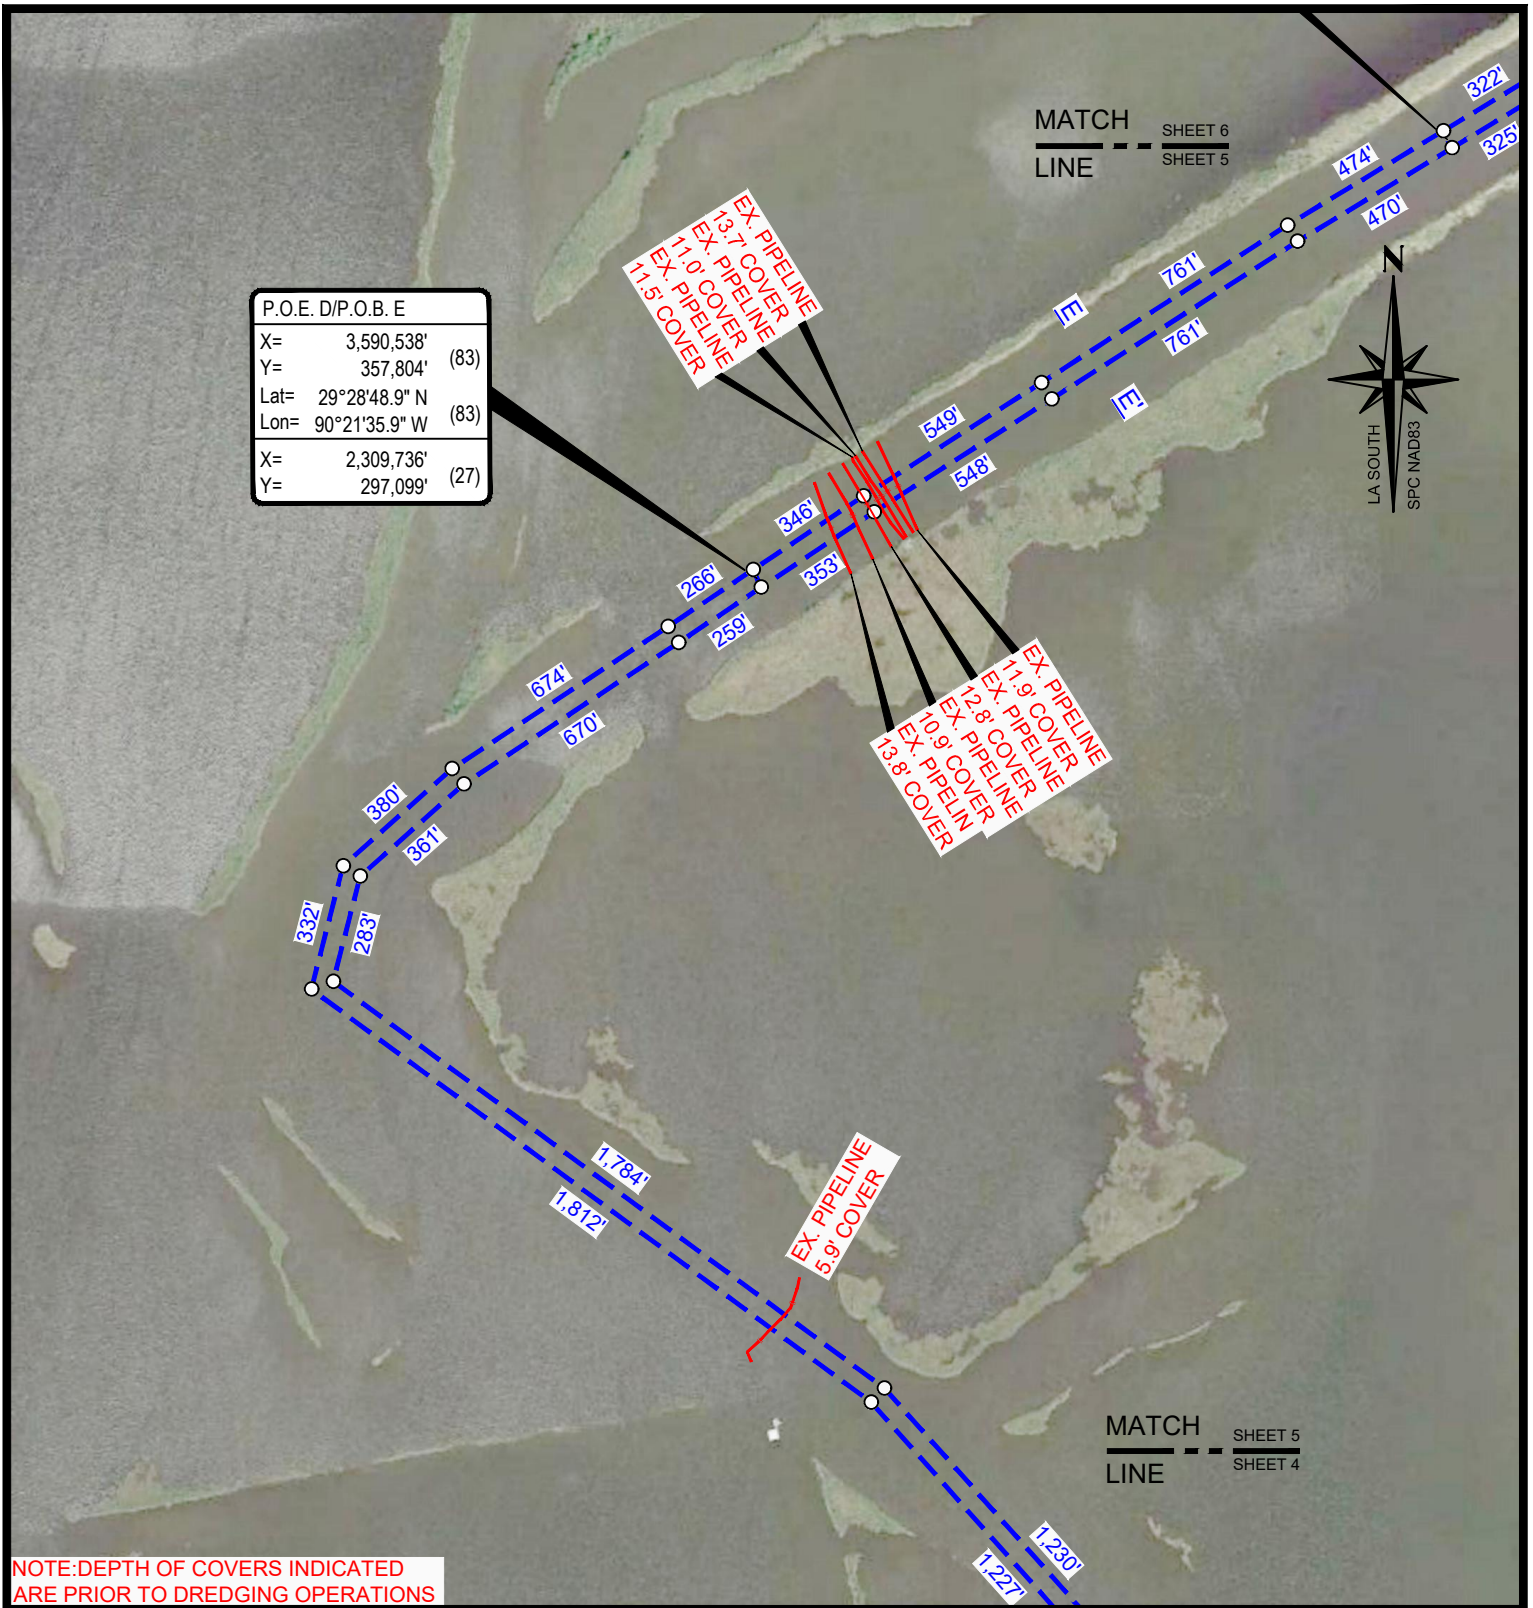 322'
325'
MATCH
LINE
SHEET 6
SHEET 5
474'
470'
N
LA SOUTH
SPC NAD83
EX. PIPELINE
13.7' COVER
EX. PIPELINE
11.0' COVER
EX. PIPELINE
11.5' COVER
761'
761'
E
E'
P.O.E. D/P.O.B. E
X= 3,590,538'
Y= 357,804'
(83)
Lat= 29°28'48.9" N
Lon= 90°21'35.9" W
(83)
X= 2,309,736'
Y= 297,099'
(27)
549'
548'
346'
353'
266'
259'
674'
670'
EX. PIPELINE
11.9' COVER
EX. PIPELINE
12.8' COVER
EX. PIPELINE
10.9' COVER
EX. PIPELIN
13.8' COVER
380'
361'
332'
283'
1,784'
1,812'
EX. PIPELINE
5.9' COVER
MATCH
LINE
SHEET 5
SHEET 4
1,230'
1,227'
NOTE:DEPTH OF COVERS INDICATED
ARE PRIOR TO DREDGING OPERATIONS